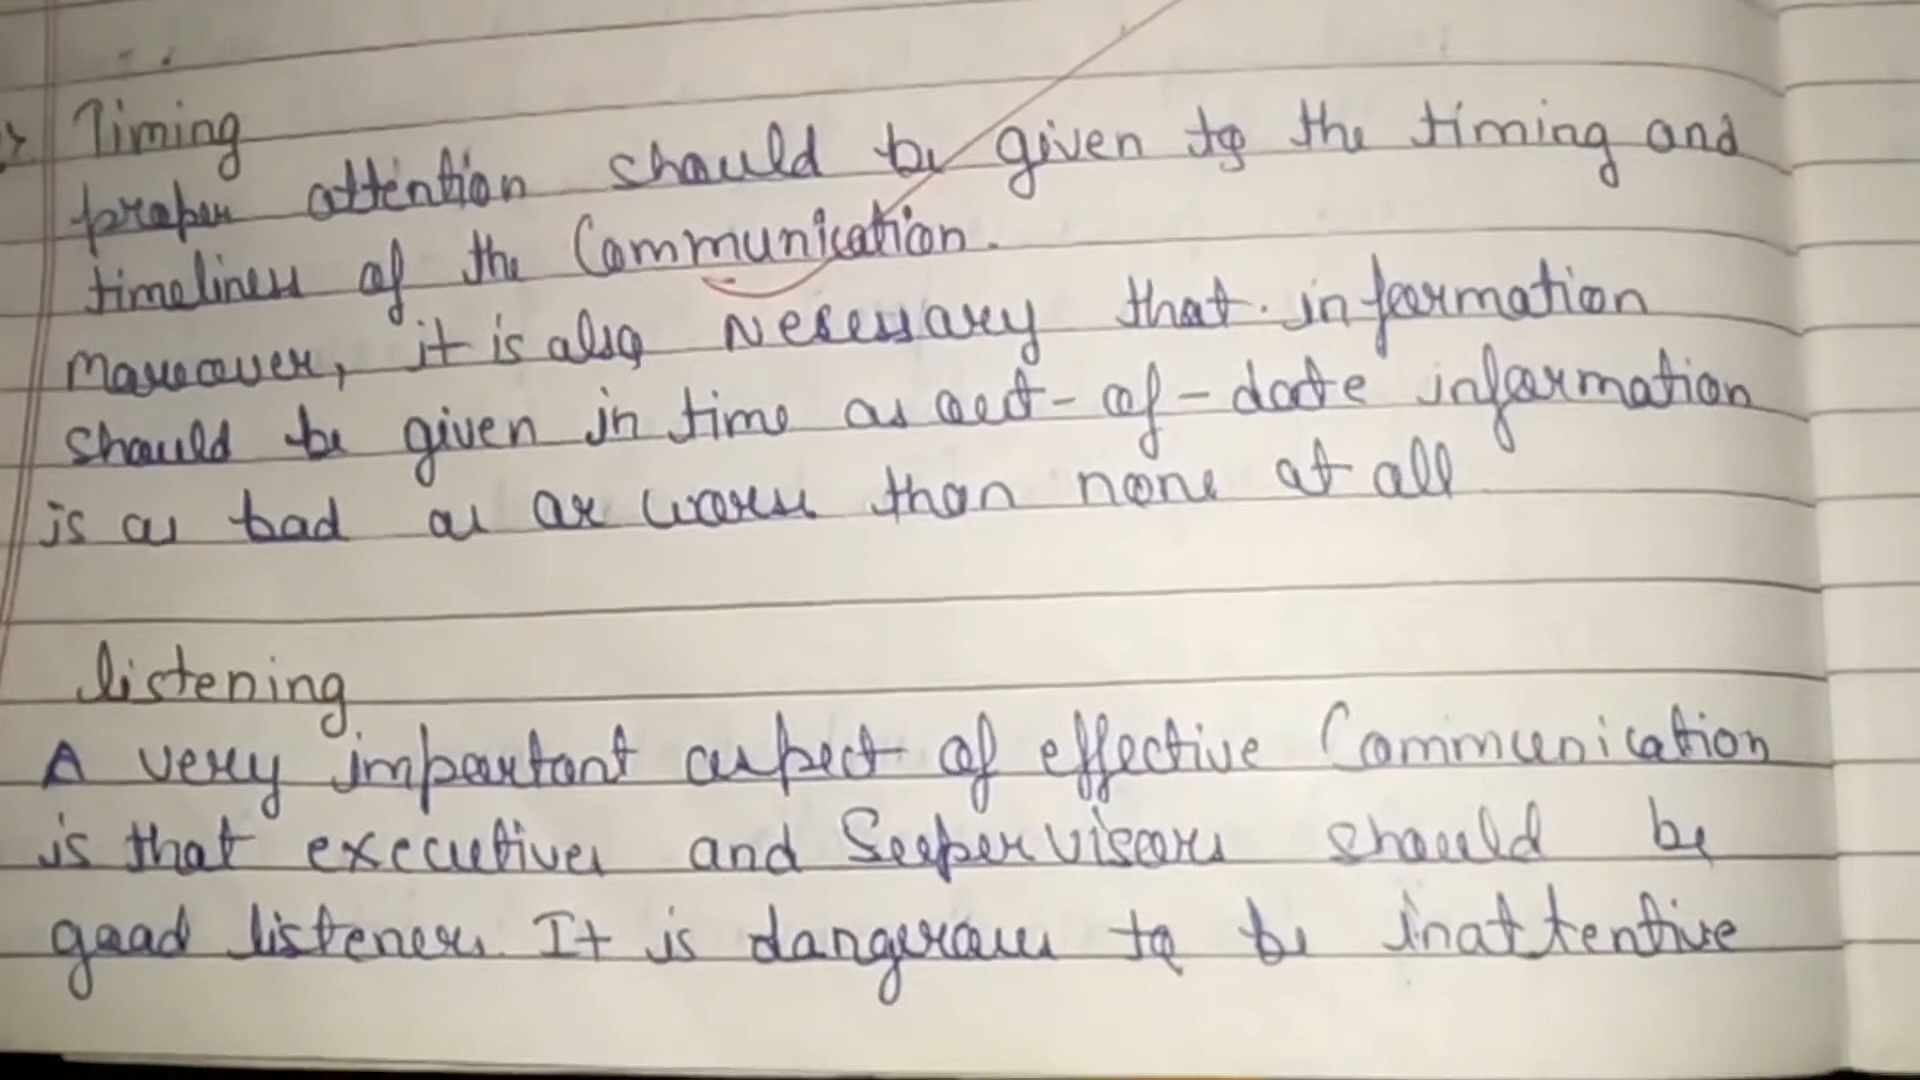 Timing
proper attention should be given to the timing and
timeliness of the Communication.
Moreover, it is also Necessary that information
should be given in time as out-of-date information
is as bad as or worse than none at all
listening
A very important aspect of effective Communication
is that executives and Supervisors should be
good listeners. It is dangerous to be inattentive